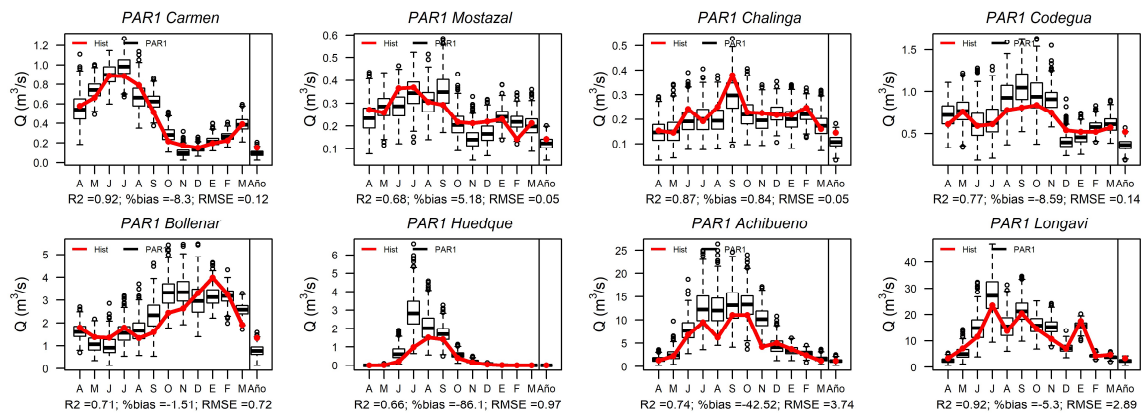 PAR1 Carmen
PAR1 Mostazal
PAR1 Chalinga
PAR1 Codegua
Q (m³/s)
0.0 0.2 0.4 0.6 0.8 1.0 1.2
Hist PAR1
A M J J A S O N D E F M Año
R2 =0.92; %bias =-8.3; RMSE =0.12
Q (m³/s)
0.0 0.1 0.2 0.3 0.4 0.5 0.6
Hist PAR1
A M J J A S O N D E F M Año
R2 =0.68; %bias =5.18; RMSE =0.05
Q (m³/s)
0.1 0.2 0.3 0.4 0.5
Hist PAR1
A M J J A S O N D E F M Año
R2 =0.87; %bias =0.84; RMSE =0.05
Q (m³/s)
0.5 1.0 1.5
Hist PAR1
A M J J A S O N D E F M Año
R2 =0.77; %bias =-8.59; RMSE =0.14
PAR1 Bollenar
PAR1 Huedque
PAR1 Achibueno
PAR1 Longavi
Q (m³/s)
0 1 2 3 4 5
Hist PAR1
A M J J A S O N D E F M Año
R2 =0.71; %bias =-1.51; RMSE =0.72
Q (m³/s)
0 1 2 3 4 5 6
Hist PAR1
A M J J A S O N D E F M Año
R2 =0.66; %bias =-86.1; RMSE =0.97
Q (m³/s)
0 5 10 15 20 25
Hist PAR1
A M J J A S O N D E F M Año
R2 =0.74; %bias =-42.52; RMSE =3.74
Q (m³/s)
0 10 20 30 40
Hist PAR1
A M J J A S O N D E F M Año
R2 =0.92; %bias =-5.3; RMSE =2.89